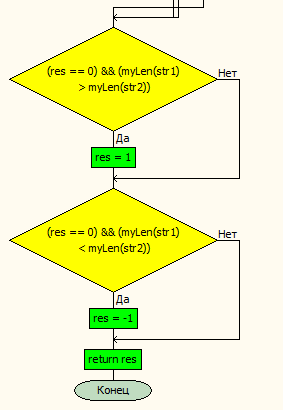 (res == 0) && (myLen(str1)
> myLen(str2))
Нет
Да
res = 1
(res == 0) && (myLen(str1)
< myLen(str2))
Нет
Да
res = -1
return res
Конец